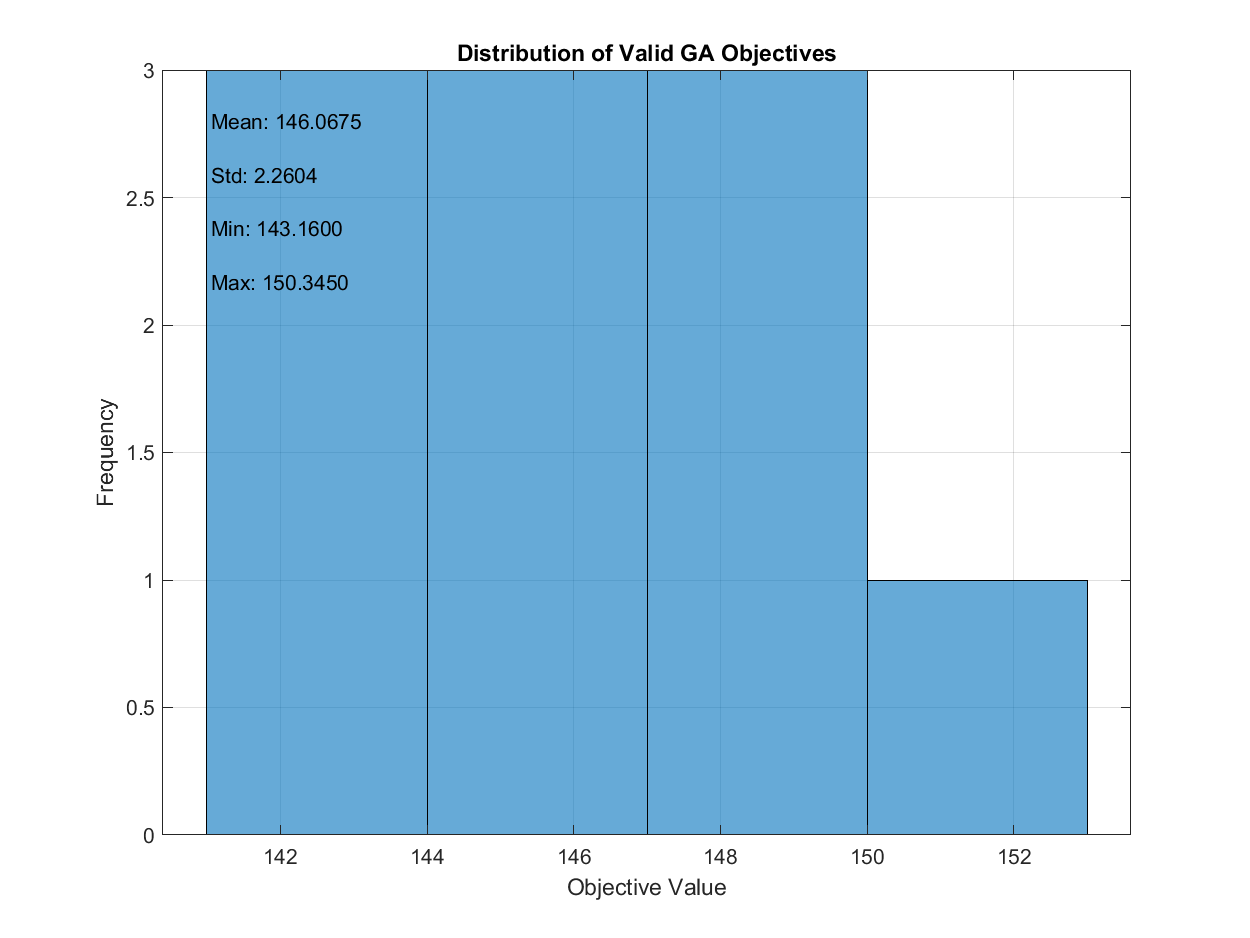 Distribution of Valid GA Objectives
3
2.5
2
1.5
1
0.5
0
Mean: 146.0675
Std: 2.2604
Min: 143.1600
Max: 150.3450
Frequency
142 144 146 148 150 152
Objective Value